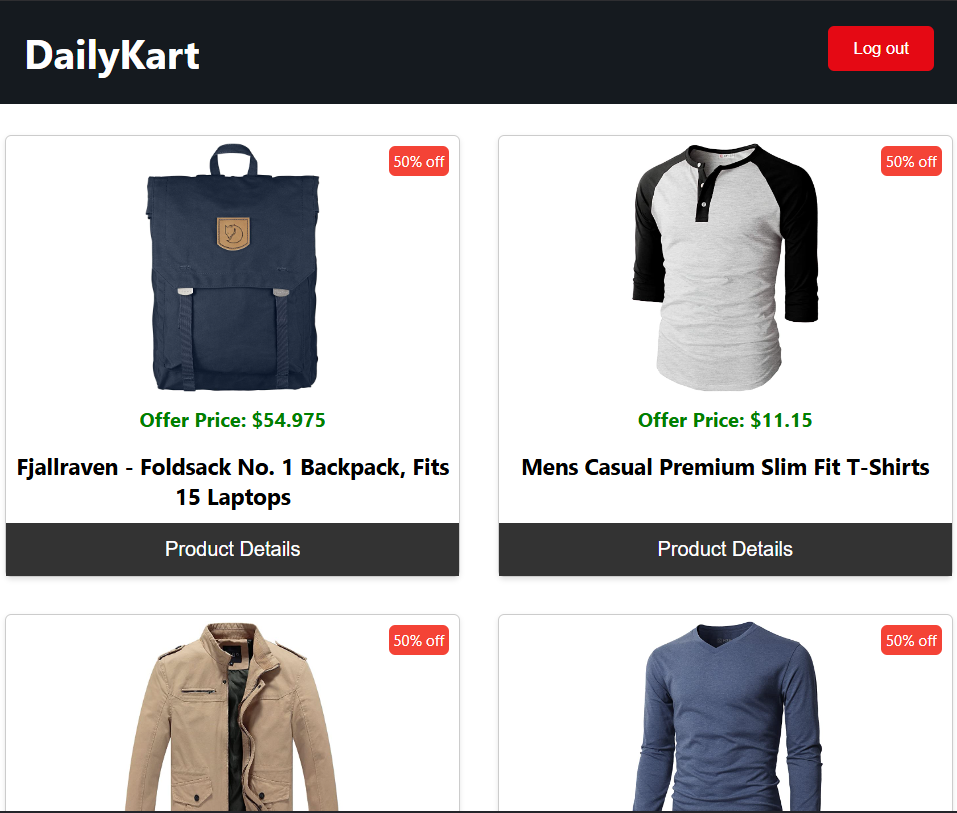 DailyKart
Log out
50% off
50% off
Offer Price: $54.975
Offer Price: $11.15
Fjallraven - Foldsack No. 1 Backpack, Fits
15 Laptops
Mens Casual Premium Slim Fit T-Shirts
Product Details
Product Details
50% off
50% off